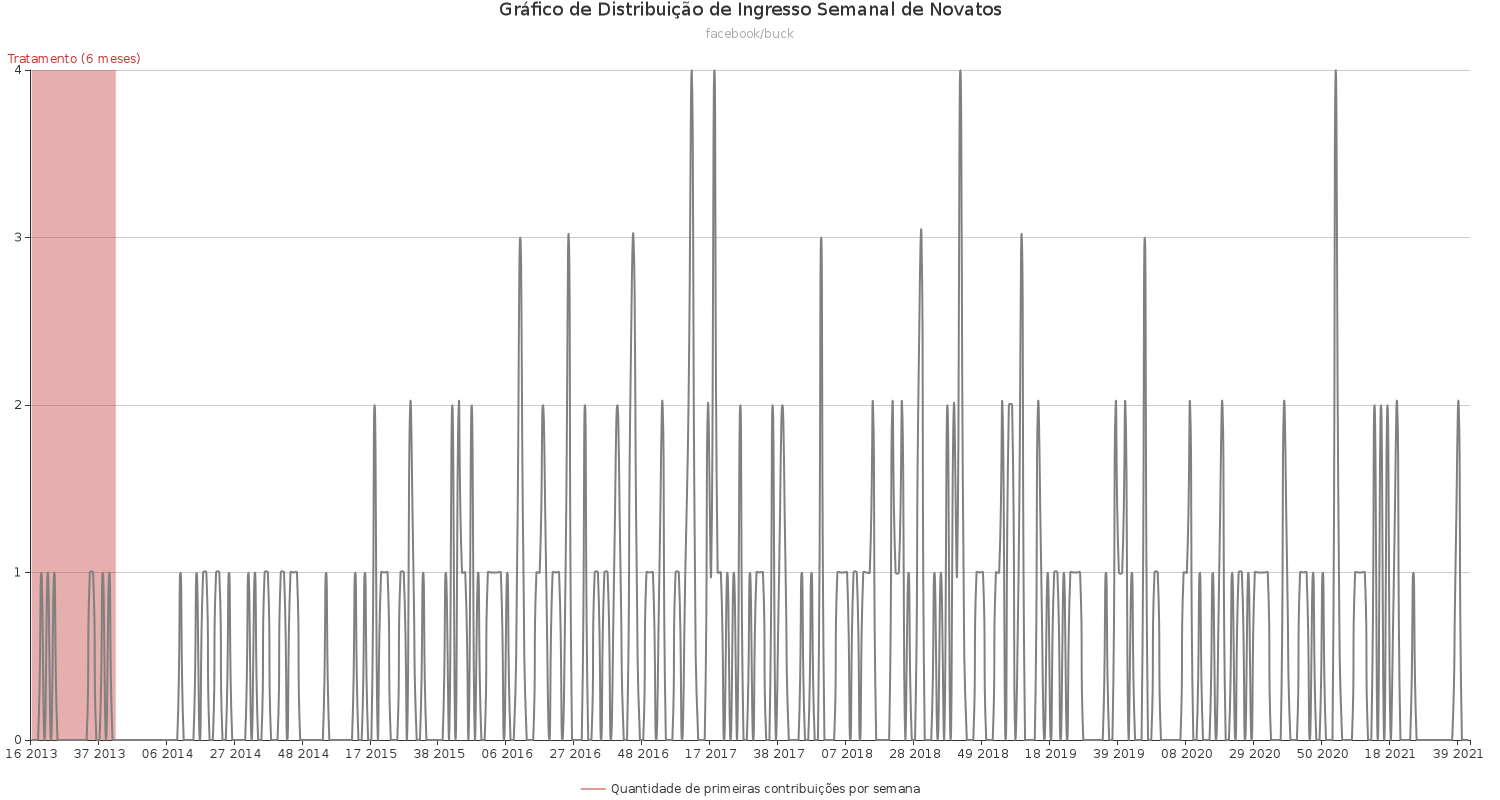 Gráfico de Distribuição de Ingresso Semanal de Novatos
facebook/buck
Tratamento (6 meses)
4
3
2
1
0
16 2013 37 2013 06 2014 27 2014 48 2014 17 2015 38 2015 06 2016 27 2016 48 2016 17 2017 38 2017 07 2018 28 2018 49 2018 18 2019 39 2019 08 2020 29 2020 50 2020 18 2021 39 2021
Quantidade de primeiras contribuições por semana